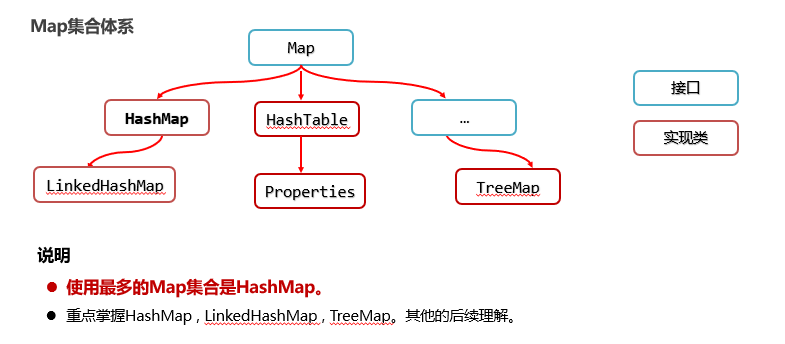 Map集合体系
Map
HashMap
HashTable
...
接口
实现类
LinkedHashMap
Properties
TreeMap
说明
使用最多的Map集合是HashMap。
重点掌握HashMap , LinkedHashMap , TreeMap。其他的后续理解。